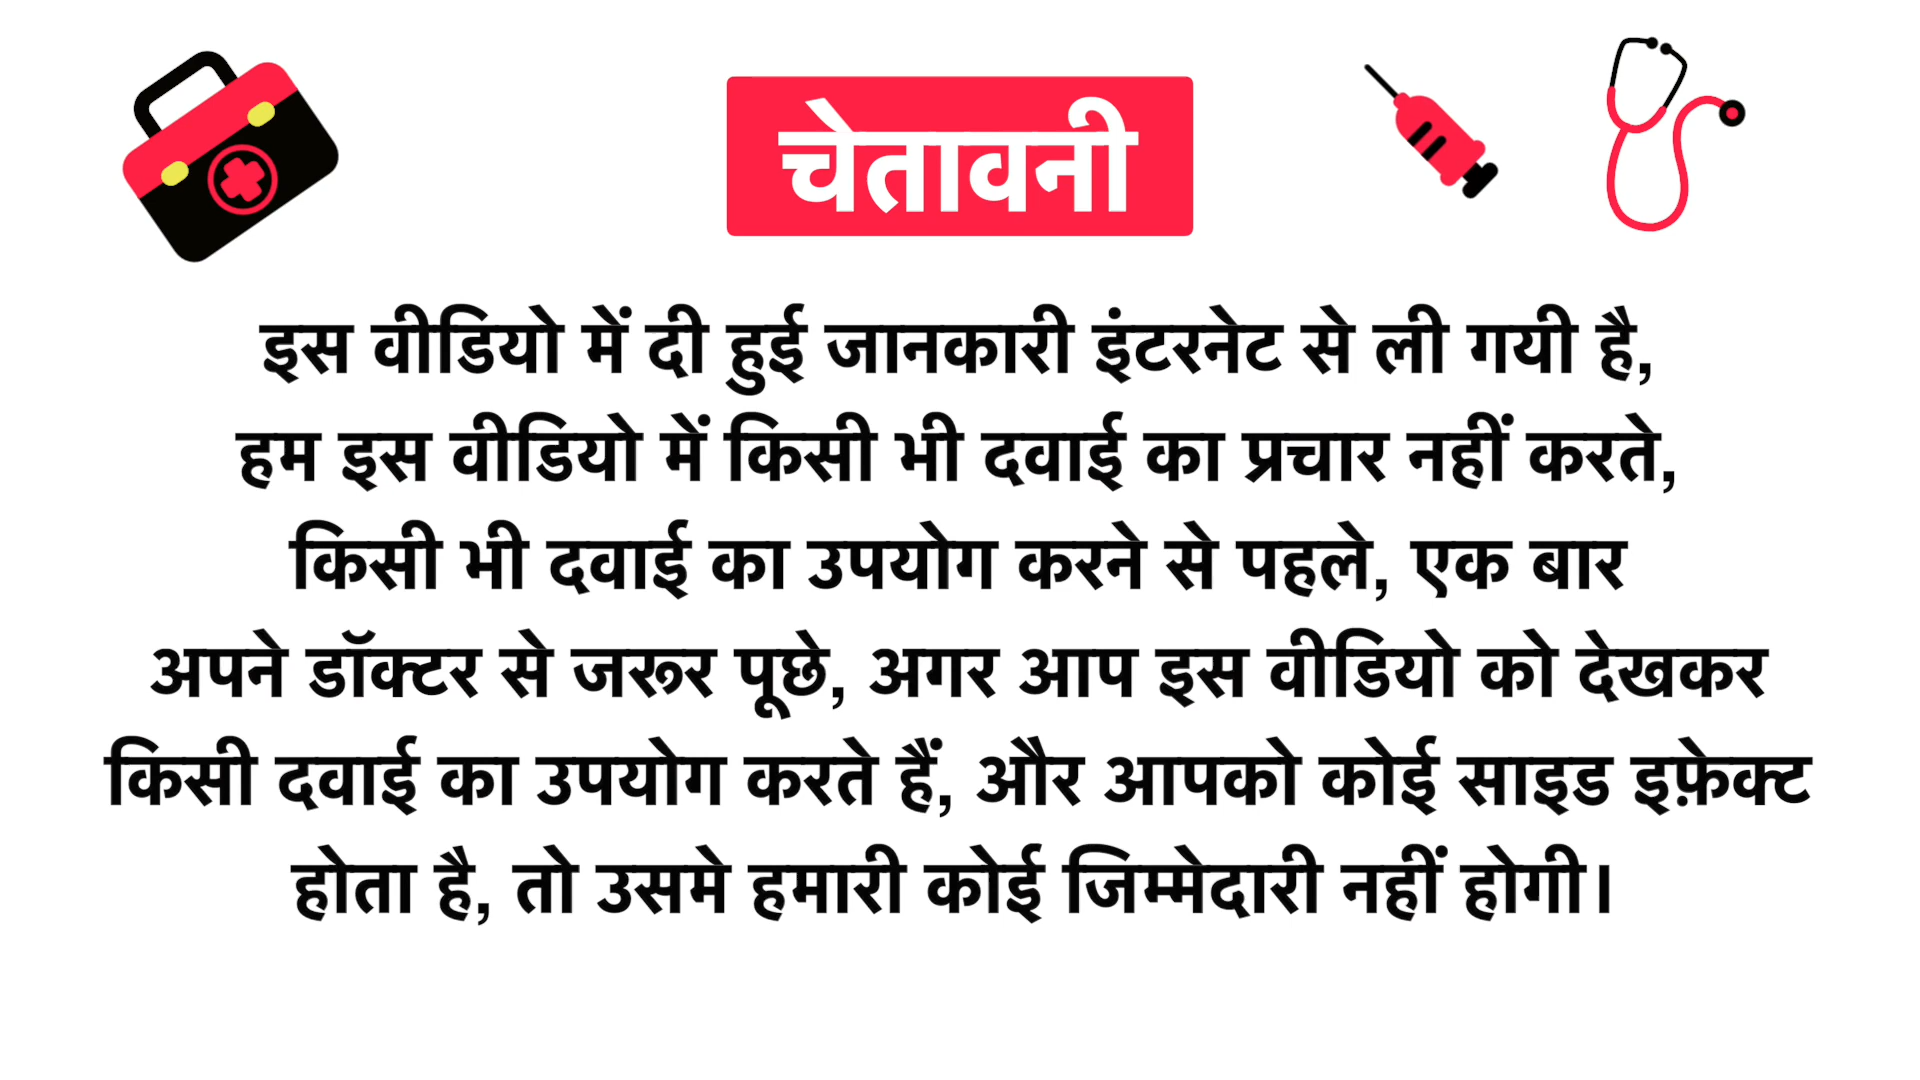 चेतावनी
इस वीडियो में दी हुई जानकारी इंटरनेट से ली गयी है,
हम इस वीडियो में किसी भी दवाई का प्रचार नहीं करते,
किसी भी दवाई का उपयोग करने से पहले, एक बार
अपने डॉक्टर से जरूर पूछे, अगर आप इस वीडियो को देखकर
किसी दवाई का उपयोग करते हैं, और आपको कोई साइड इफ़ेक्ट
होता है, तो उसमे हमारी कोई जिम्मेदारी नहीं होगी।